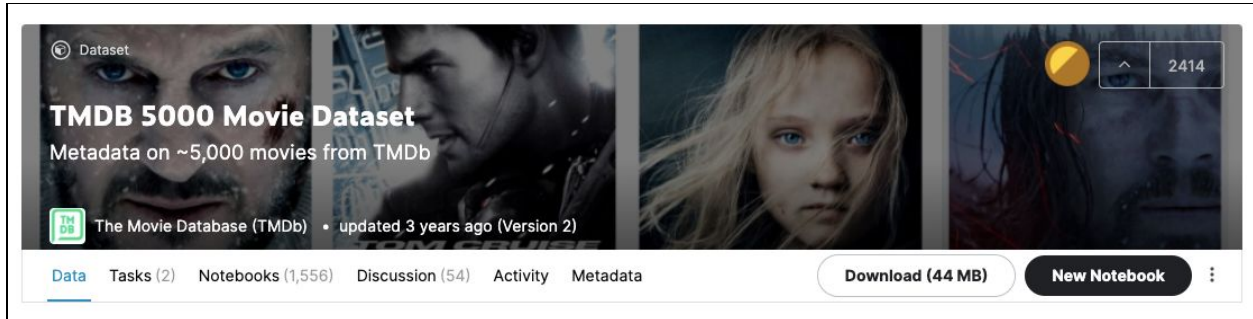 Dataset
2414
TMDB 5000 Movie Dataset
Metadata on ~5,000 movies from TMDb
TM
DB
The Movie Database (TMDb) • updated 3 years ago (Version 2)
TOM CRUISE
Data Tasks (2) Notebooks (1,556) Discussion (54) Activity Metadata Download (44 MB) New Notebook